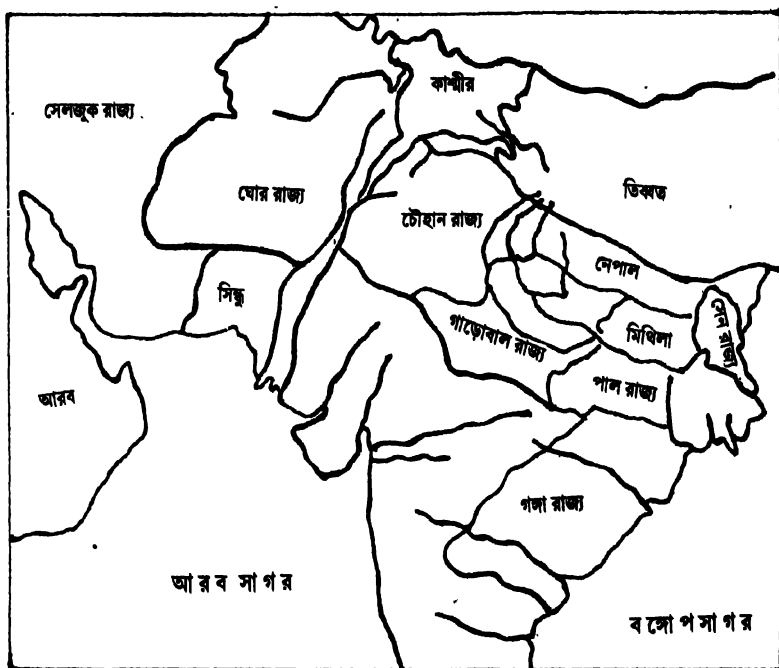 কাশ্মীর
সেলজুক রাজ্য
ঘোর রাজ্য
তিব্বত
চৌহান রাজ্য
নেপাল
সিন্ধু
সেন রাজ্য
গাড়োবাল রাজ্য
মিথিলা
আরব
পাল রাজ্য
গঙ্গা রাজ্য
আরব সাগর
বঙ্গোপসাগর